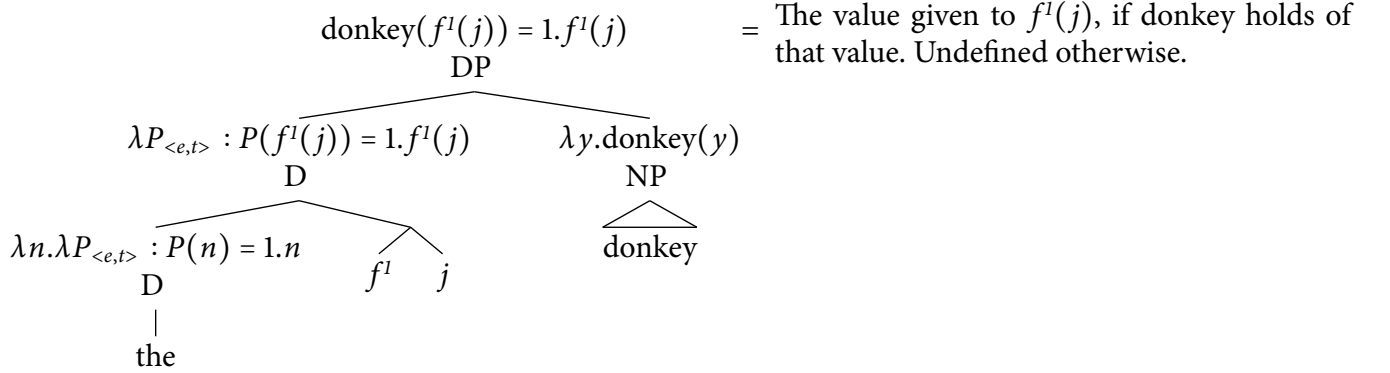 donkey(f¹(j)) = 1.f¹(j) = The value given to f¹(j), if donkey holds of
that value. Undefined otherwise.
DP
λP<e,t> : P(f¹(j)) = 1.f¹(j) λy.donkey(y)
D NP
λn.λP<e,t> : P(n) = 1.n f¹ j donkey
D
the